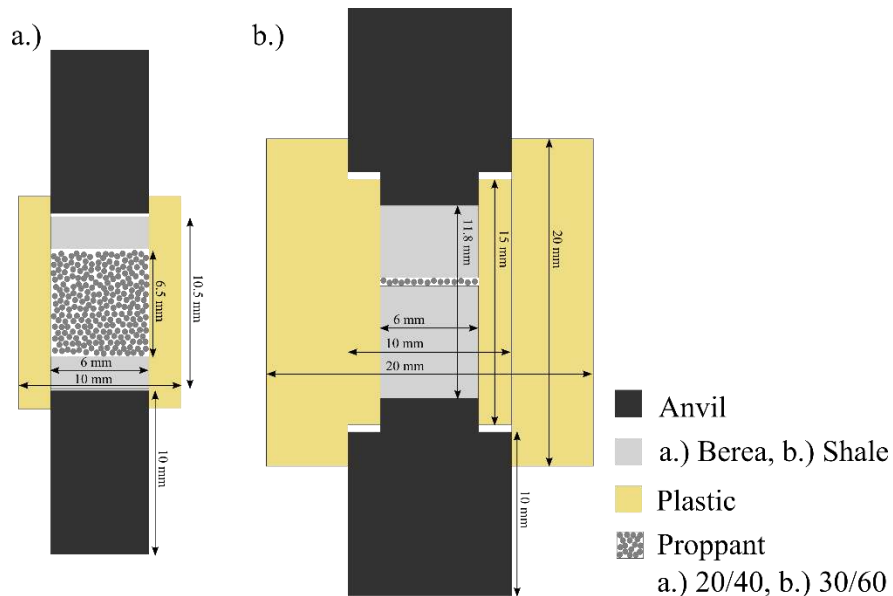 a.)
b.)
10.5 mm
6.5 mm
6 mm
10 mm
10 mm
11.8 mm
15 mm
20 mm
6 mm
10 mm
20 mm
10 mm
Anvil
a.) Berea, b.) Shale
Plastic
Proppant
a.) 20/40, b.) 30/60